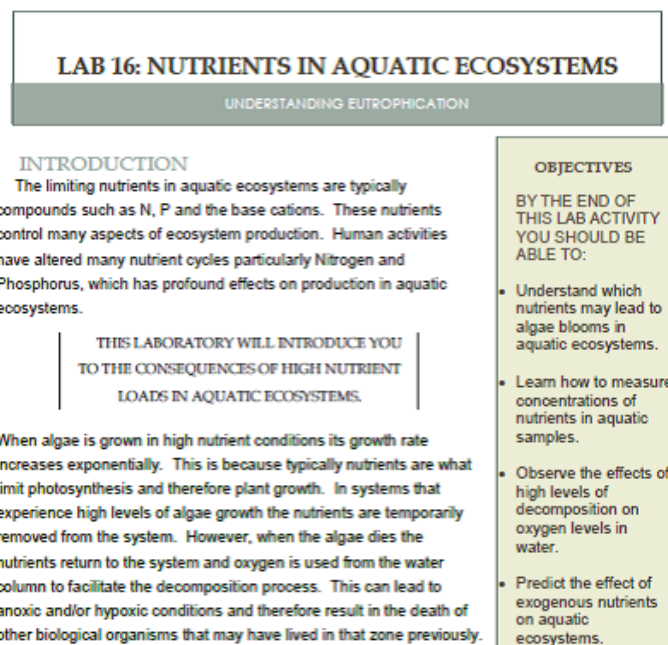 LAB 16: NUTRIENTS IN AQUATIC ECOSYSTEMS
UNDERSTANDING EUTROPHICATION
INTRODUCTION
The limiting nutrients in aquatic ecosystems are typically
compounds such as N, P and the base cations. These nutrients
control many aspects of ecosystem production. Human activities
have altered many nutrient cycles particularly Nitrogen and
Phosphorus, which has profound effects on production in aquatic
ecosystems.
THIS LABORATORY WILL INTRODUCE YOU
TO THE CONSEQUENCES OF HIGH NUTRIENT
LOADS IN AQUATIC ECOSYSTEMS.
When algae is grown in high nutrient conditions its growth rate
increases exponentially. This is because typically nutrients are what
limit photosynthesis and therefore plant growth. In systems that
experience high levels of algae growth the nutrients are temporarily
removed from the system. However, when the algae dies the
nutrients return to the system and oxygen is used from the water
column to facilitate the decomposition process. This can lead to
anoxic and/or hypoxic conditions and therefore result in the death of
other biological organisms that may have lived in that zone previously.
OBJECTIVES
BY THE END OF
THIS LAB ACTIVITY
YOU SHOULD BE
ABLE TO:
• Understand which
nutrients may lead to
algae blooms in
aquatic ecosystems.
• Learn how to measure
concentrations of
nutrients in aquatic
samples.
• Observe the effects of
high levels of
decomposition on
oxygen levels in
water.
• Predict the effect of
exogenous nutrients
on aquatic
ecosystems.